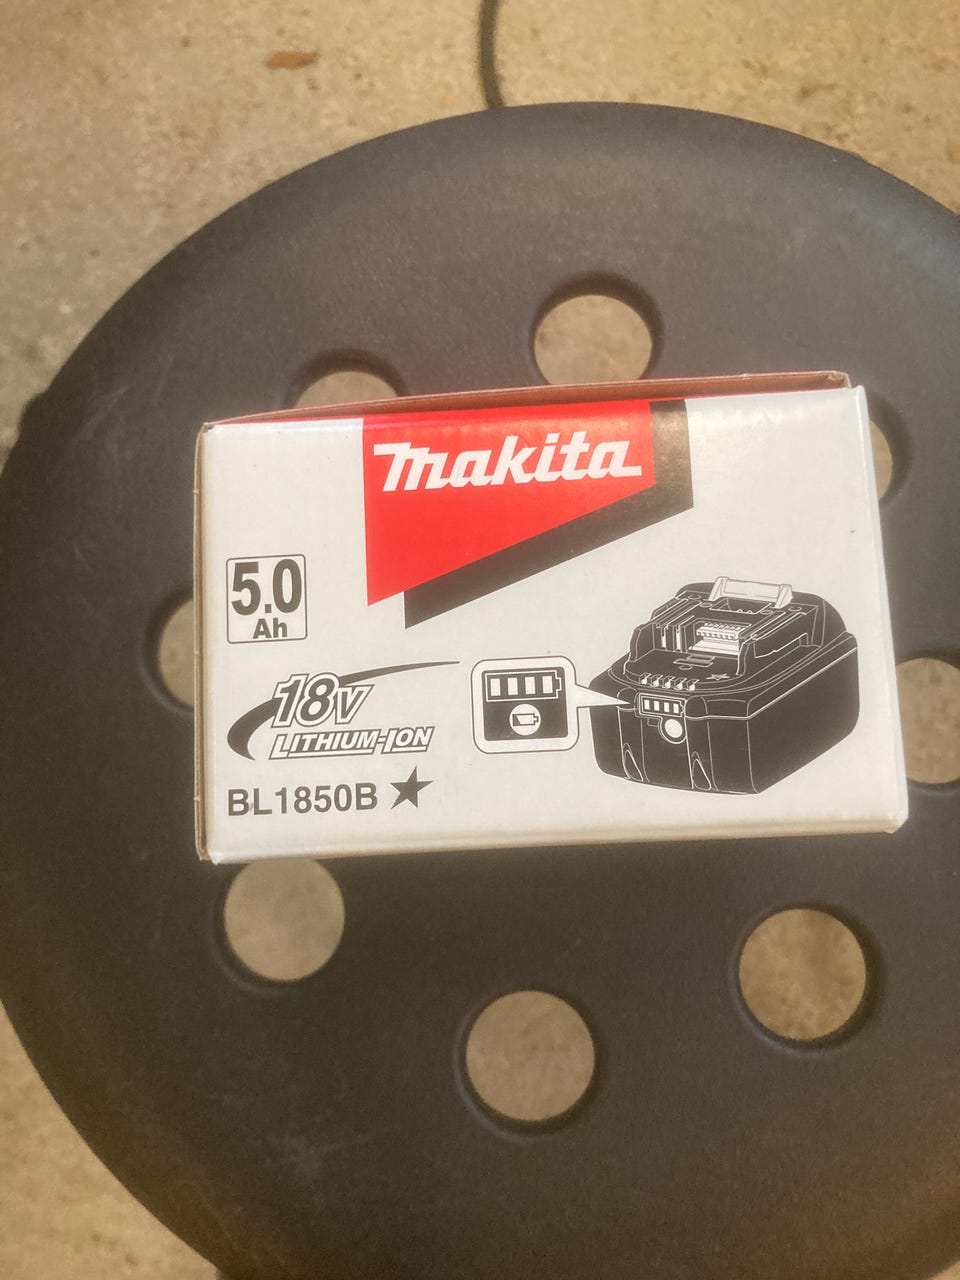 makita
5.0
Ah
18V
LITHIUM-ION
BL1850B ★